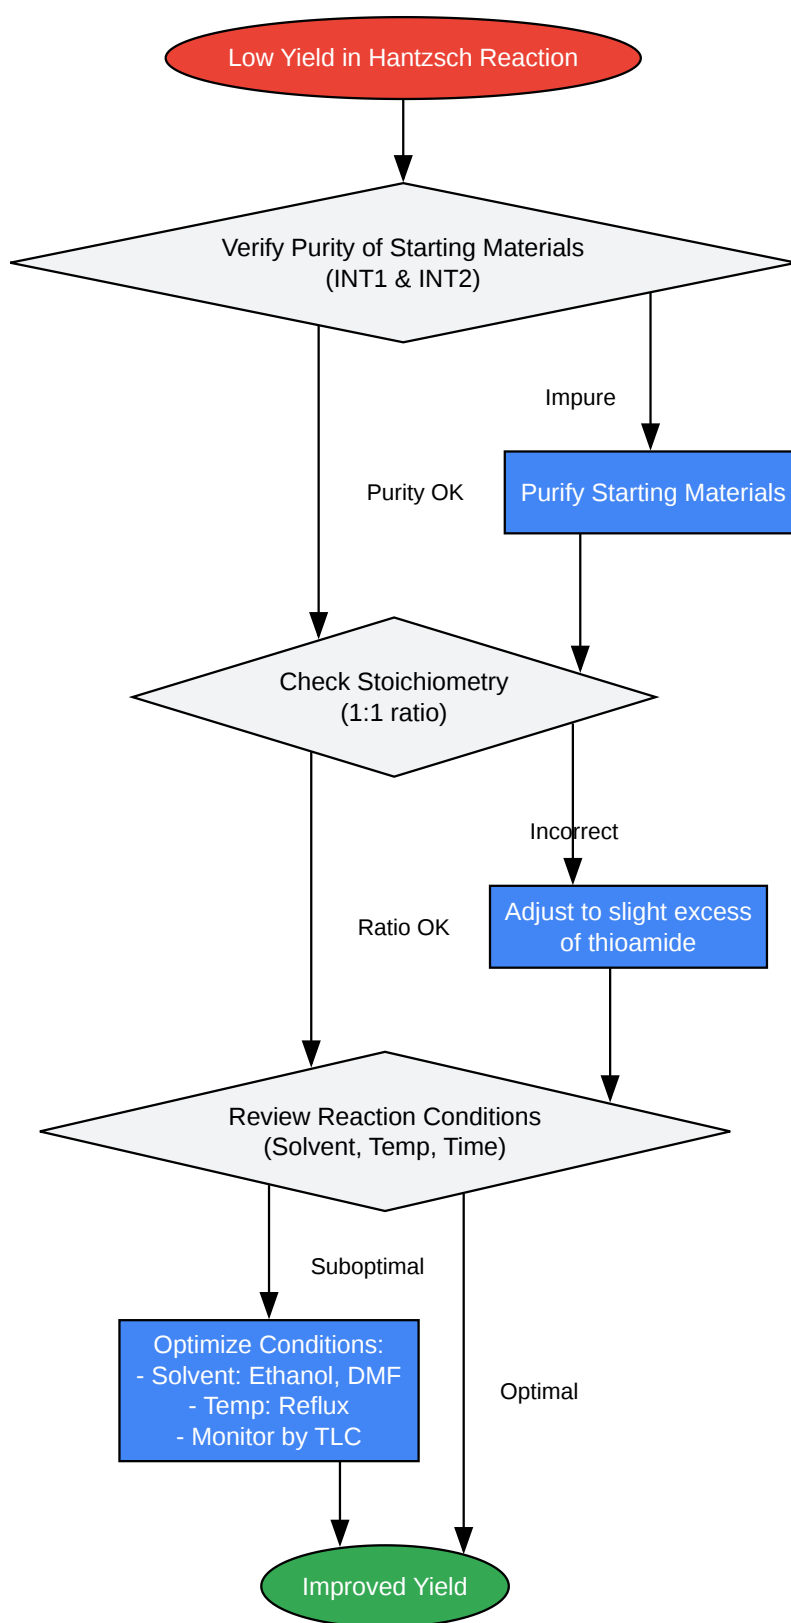 Low Yield in Hantzsch Reaction
Verify Purity of Starting Materials
(INT1 & INT2)
Impure
Purity OK
Purify Starting Materials
Check Stoichiometry
(1:1 ratio)
Incorrect
Ratio OK
Adjust to slight excess
of thioamide
Review Reaction Conditions
(Solvent, Temp, Time)
Suboptimal
Optimize Conditions:
- Solvent: Ethanol, DMF
- Temp: Reflux
- Monitor by TLC
Optimal
Improved Yield